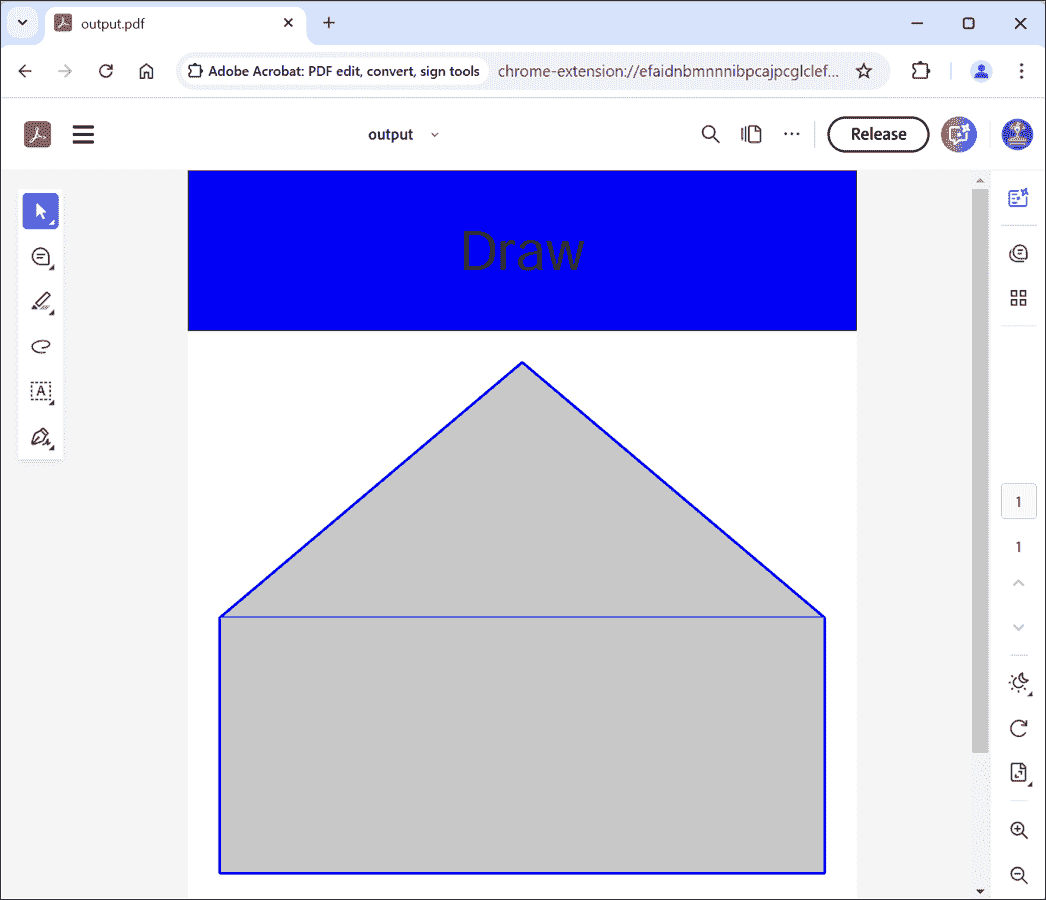 output.pdf
Adobe Acrobat: PDF edit, convert, sign tools
chrome-extension://efaidnbmnnnibpcajpcglclef...
output
Release
Draw
A
1
1